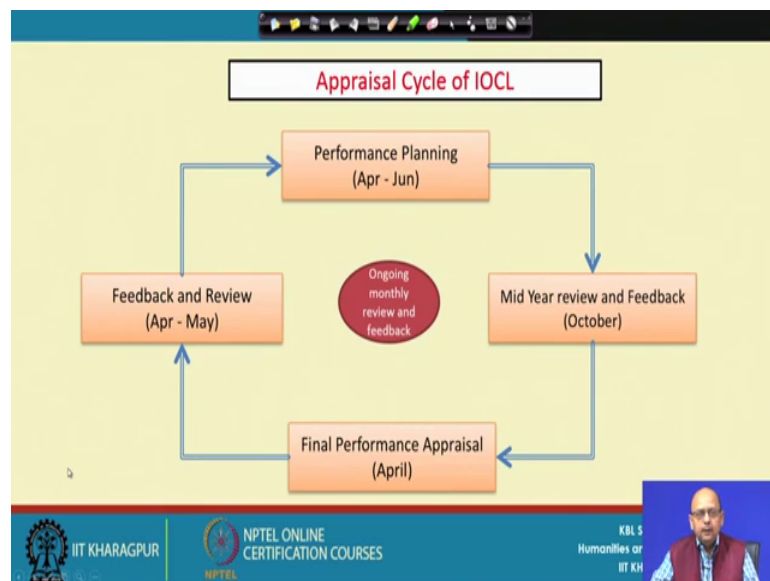 Appraisal Cycle of IOCL
Performance Planning
(Apr - Jun)
Feedback and Review
(Apr - May)
Ongoing
monthly
review and
feedback
Mid Year review and Feedback
(October)
Final Performance Appraisal
(April)
IIT KHARAGPUR
NPTEL
NPTEL ONLINE
CERTIFICATION COURSES
KBL S
Humanities an
IIT KH